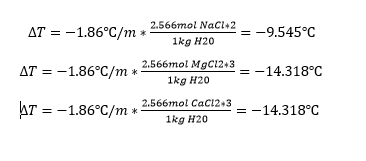 ΔT = −1.86°C/m * 2.566mol NaCl*2 / 1kg H20 = −9.545°C
ΔT = −1.86°C/m * 2.566mol MgCl2*3 / 1kg H20 = −14.318°C
ΔT = −1.86°C/m * 2.566mol CaCl2*3 / 1kg H20 = −14.318°C